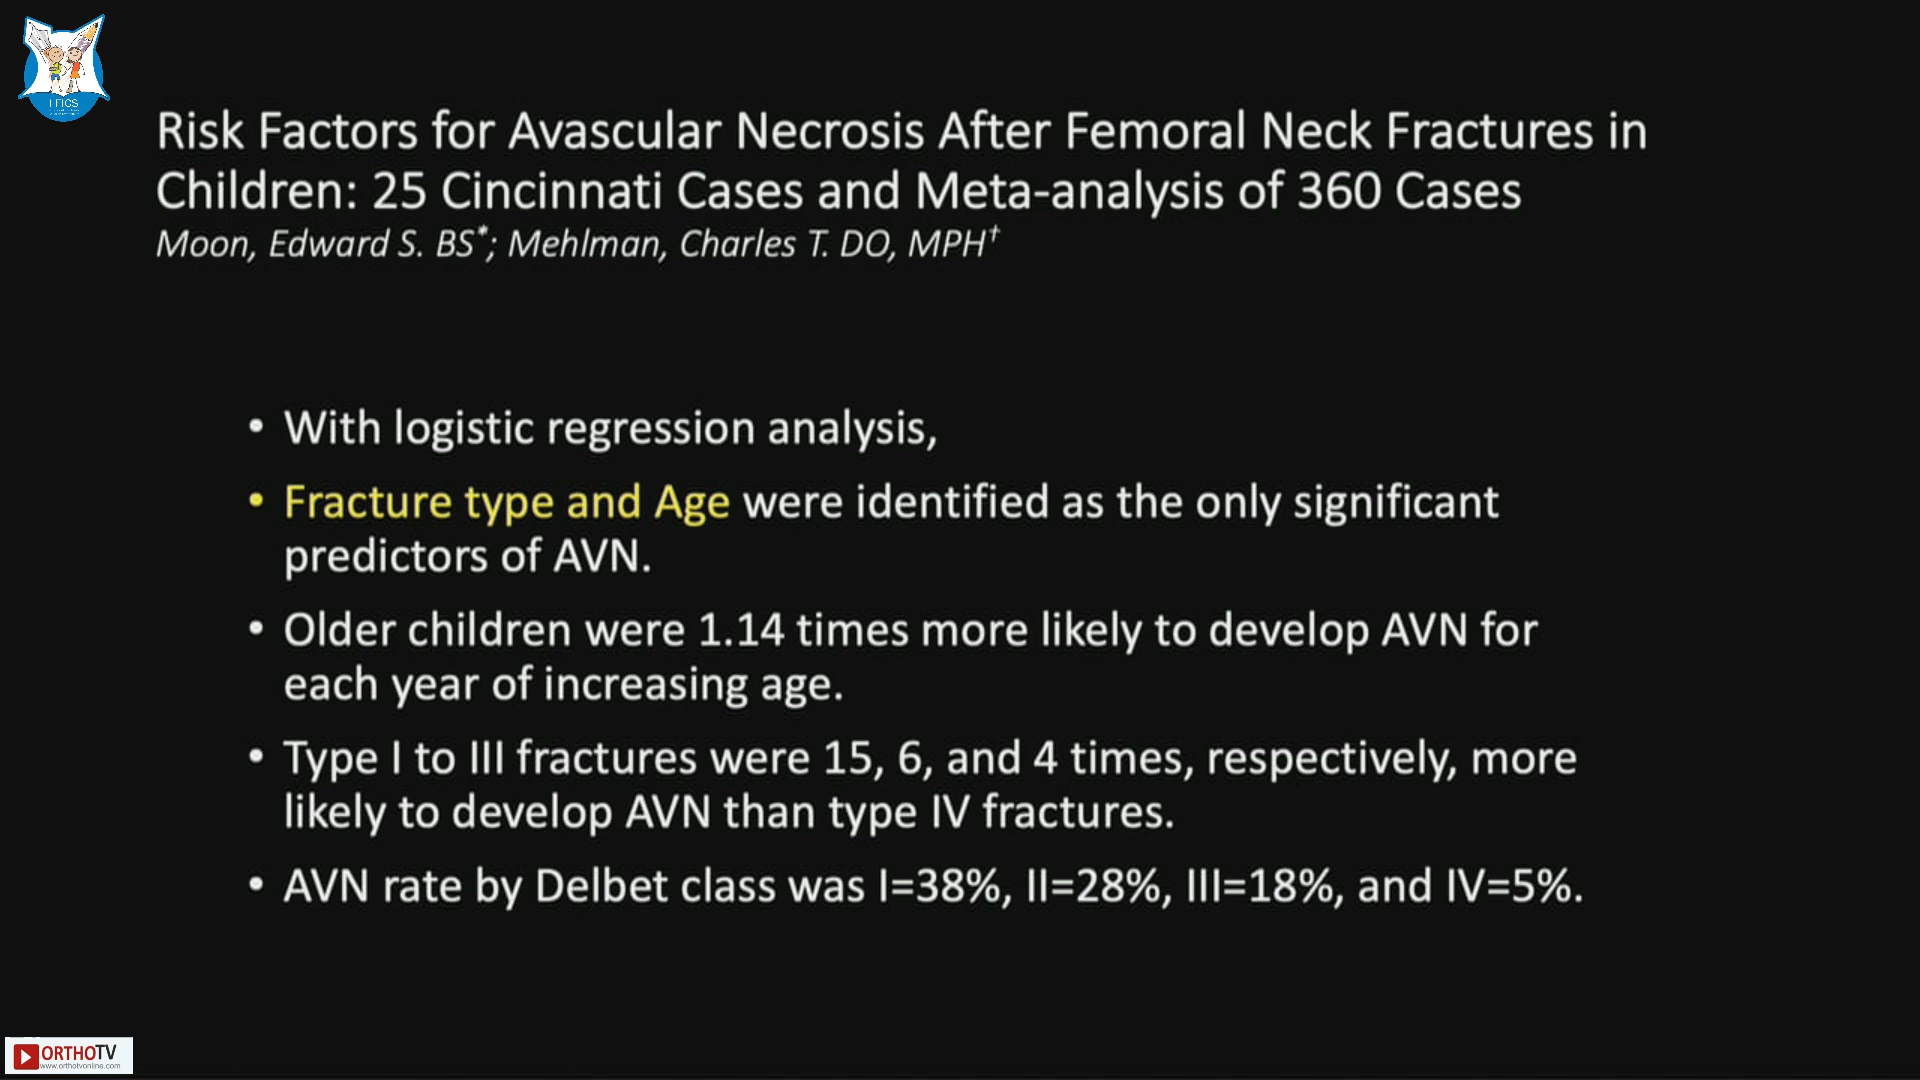 I FICS
Risk Factors for Avascular Necrosis After Femoral Neck Fractures in
Children: 25 Cincinnati Cases and Meta-analysis of 360 Cases
Moon, Edward S. BS*; Mehlman, Charles T. DO, MPH†
• With logistic regression analysis,
• Fracture type and Age were identified as the only significant
predictors of AVN.
• Older children were 1.14 times more likely to develop AVN for
each year of increasing age.
• Type I to III fractures were 15, 6, and 4 times, respectively, more
likely to develop AVN than type IV fractures.
• AVN rate by Delbet class was I=38%, II=28%, III=18%, and IV=5%.
ORTHOTV
www.orthotvonline.com